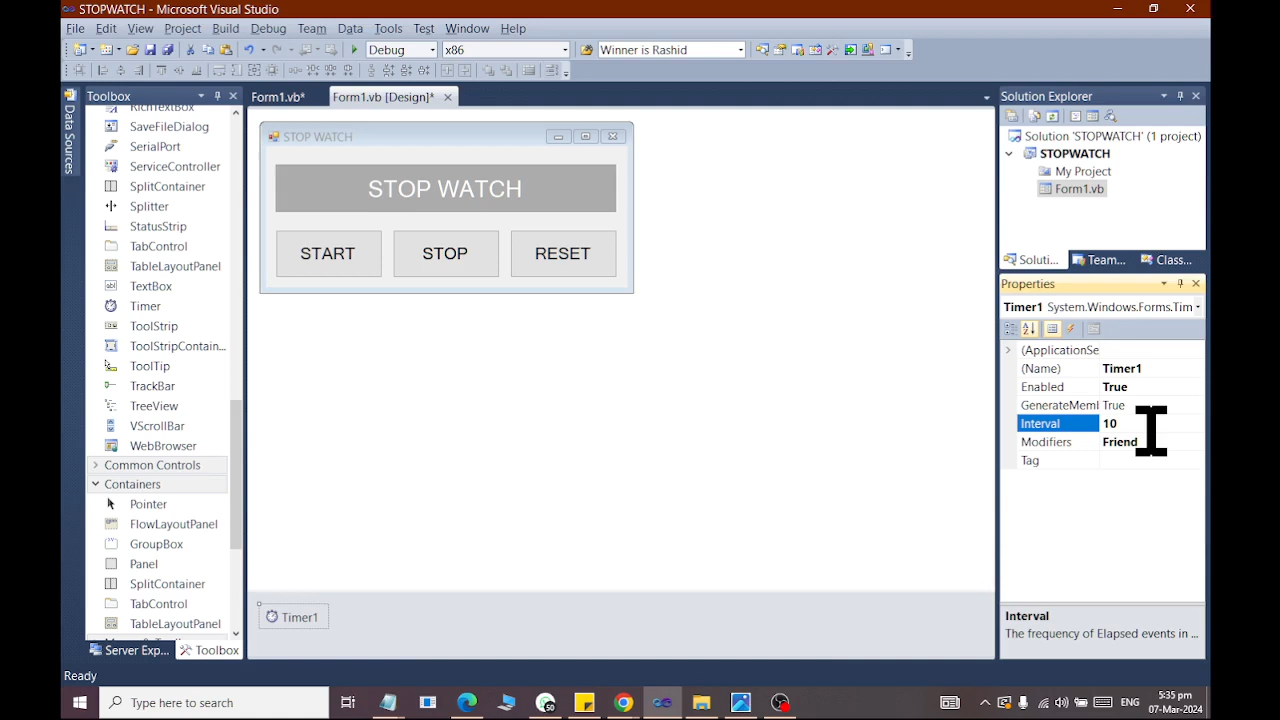 STOPWATCH - Microsoft Visual Studio
File Edit View Project Build Debug Team Data Tools Test Window Help
Debug x86 Winner is Rashid
Data Sources
Toolbox
RichTextBox
SaveFileDialog
SerialPort
ServiceController
SplitContainer
Splitter
StatusStrip
TabControl
TableLayoutPanel
TextBox
Timer
ToolStrip
ToolStripContain...
ToolTip
TrackBar
TreeView
VScrollBar
WebBrowser
Common Controls
Containers
Pointer
FlowLayoutPanel
GroupBox
Panel
SplitContainer
TabControl
TableLayoutPanel
Server Exp... Toolbox
Form1.vb* Form1.vb [Design]*
STOP WATCH
STOP WATCH
START STOP RESET
Timer1
Solution Explorer
Solution 'STOPWATCH' (1 project)
STOPWATCH
My Project
Form1.vb
Soluti... Team... Class...
Properties
Timer1 System.Windows.Forms.Tim
(ApplicationSe
(Name) Timer1
Enabled True
GenerateMeml True
Interval 10
Modifiers Friend
Tag
Interval
The frequency of Elapsed events in ...
Ready
Type here to search
ENG
5:35 pm
07-Mar-2024